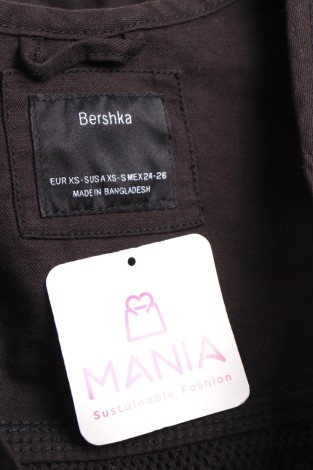 Bershka
EUR XS-S USA XS-S MEX 24-26
MADE IN BANGLADESH
MANIA
Sustainable Fashion